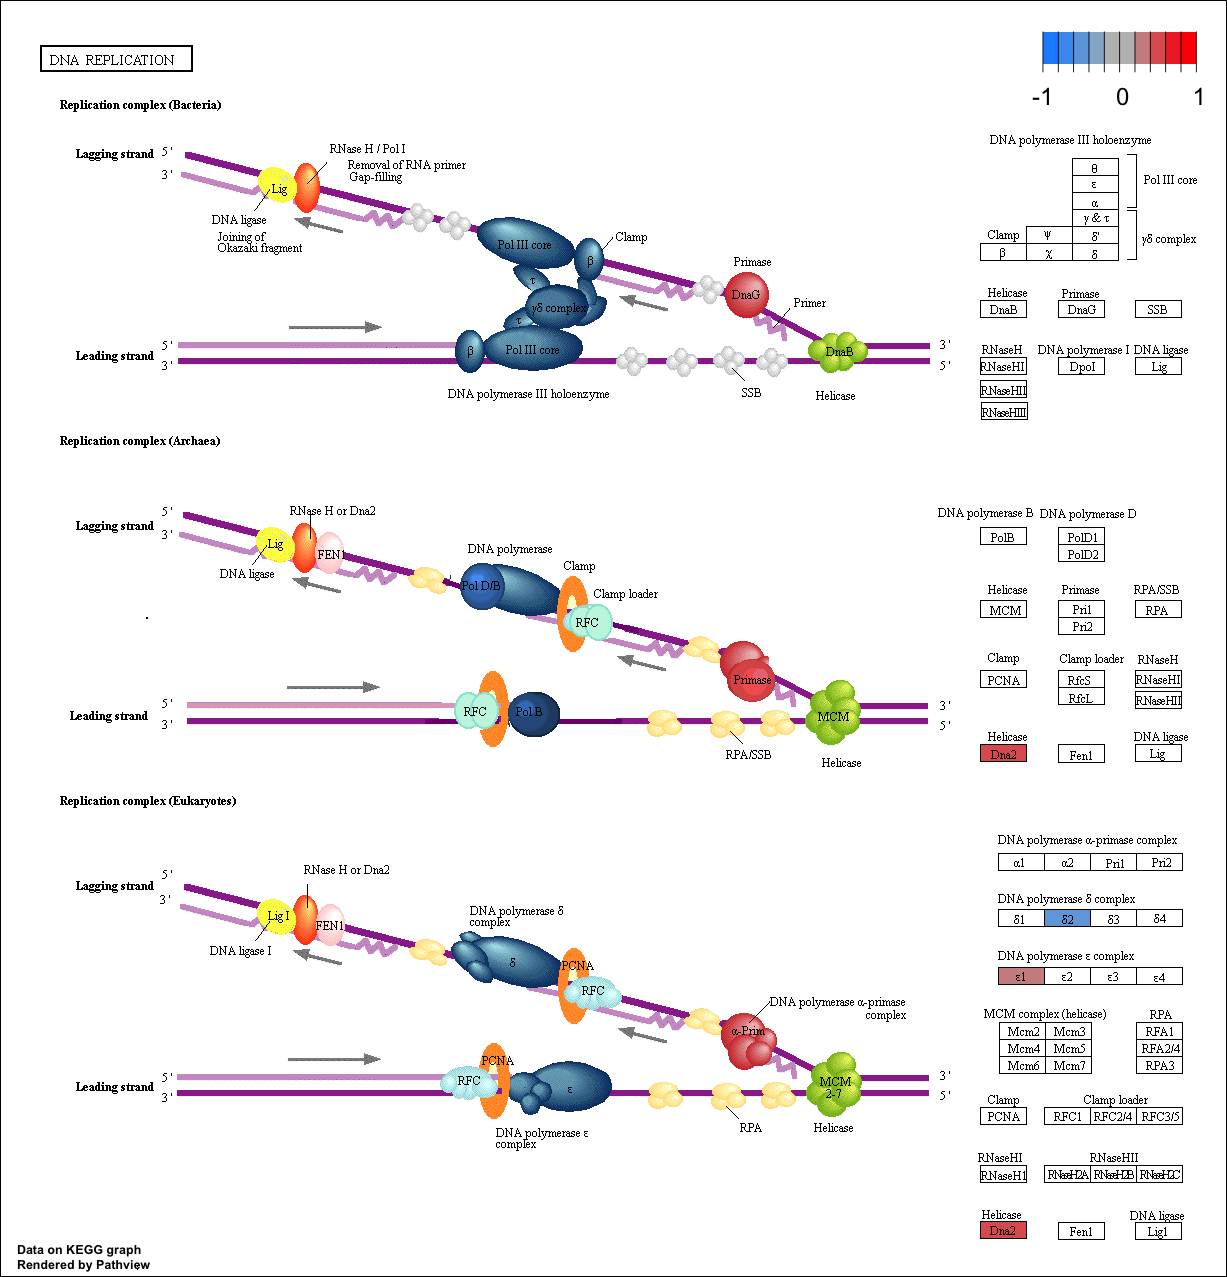 DNA REPLICATION
-1 0 1
Replication complex (Bacteria)
Lagging strand 5'
3'
RNase H / Pol I
Removal of RNA primer
Gap-filling
Lig
DNA ligase
Joining of
Okazaki fragment
Pol III core
Clamp
β
τ
γδ complex
τ
Primase
DnaG
Primer
β
Pol III core
DnaB
5'
Leading strand
3'
3'
5'
SSB
DNA polymerase III holoenzyme
Helicase
DNA polymerase III holoenzyme
θ
ε
α
Pol III core
γ & τ
Clamp
ψ
δ'
γδ complex
β
χ
δ
Helicase
Primase
DnaB
DnaG
SSB
RNaseH
DNA polymerase I
DNA ligase
RNaseHI
DpoI
Lig
RNaseHII
RNaseHIII
Replication complex (Archaea)
Lagging strand 5'
3'
RNase H or Dna2
Lig
FEN1
DNA ligase
DNA polymerase
Pol D/B
Clamp
Clamp loader
RFC
Primase
MCM
RFC
Pol B
5'
Leading strand
3'
3'
5'
RPA/SSB
Helicase
DNA polymerase B
DNA polymerase D
PolB
PolD1
PolD2
Helicase
Primase
RPA/SSB
MCM
Pri1
RPA
Pri2
Clamp
Clamp loader
RNaseH
PCNA
RfcS
RNaseHI
RfcL
RNaseHII
Helicase
DNA ligase
Dna2
Fen1
Lig
Replication complex (Eukaryotes)
Lagging strand 5'
3'
RNase H or Dna2
Lig I
FEN1
DNA ligase I
DNA polymerase δ
complex
δ
PCNA
RFC
DNA polymerase α-primase
complex
α-Prim
PCNA
RFC
ε
MCM
2-7
5'
Leading strand
3'
3'
5'
DNA polymerase ε
complex
RPA
Helicase
DNA polymerase α-primase complex
α1 α2 Pri1 Pri2
DNA polymerase δ complex
δ1 δ2 δ3 δ4
DNA polymerase ε complex
ε1 ε2 ε3 ε4
MCM complex (helicase)
RPA
Mcm2 Mcm3
RFA1
Mcm4 Mcm5
RFA2/4
Mcm6 Mcm7
RPA3
Clamp
Clamp loader
PCNA
RFC1 RFC2/4 RFC3/5
RNaseHI
RNaseHII
RNaseH1
RNaseH2A RNaseH2B RNaseH2C
Helicase
DNA ligase
Dna2
Fen1
Lig1
Data on KEGG graph
Rendered by Pathview